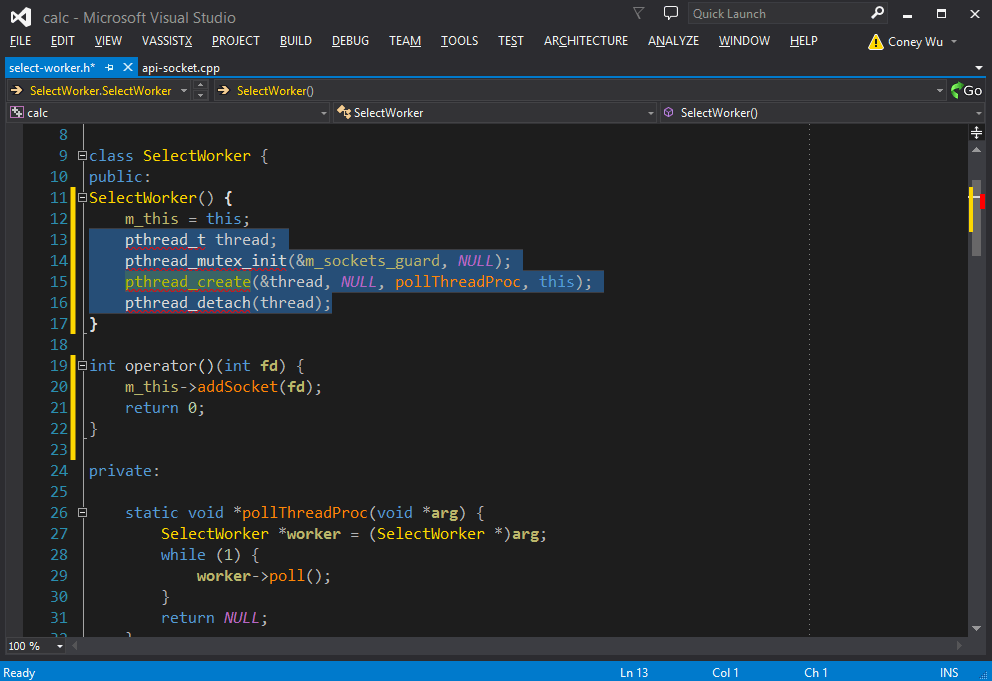 calc - Microsoft Visual Studio
Quick Launch
FILE EDIT VIEW VASSISTX PROJECT BUILD DEBUG TEAM TOOLS TEST ARCHITECTURE ANALYZE WINDOW HELP Coney Wu
select-worker.h* api-socket.cpp
SelectWorker.SelectWorker SelectWorker() Go
calc SelectWorker SelectWorker()
8
9 class SelectWorker {
10 public:
11 SelectWorker() {
12 m_this = this;
13 pthread_t thread;
14 pthread_mutex_init(&m_sockets_guard, NULL);
15 pthread_create(&thread, NULL, pollThreadProc, this);
16 pthread_detach(thread);
17 }
18
19 int operator()(int fd) {
20 m_this->addSocket(fd);
21 return 0;
22 }
23
24 private:
25
26 static void *pollThreadProc(void *arg) {
27 SelectWorker *worker = (SelectWorker *)arg;
28 while (1) {
29 worker->poll();
30 }
31 return NULL;
32 }
100 %
Ready Ln 13 Col 1 Ch 1 INS